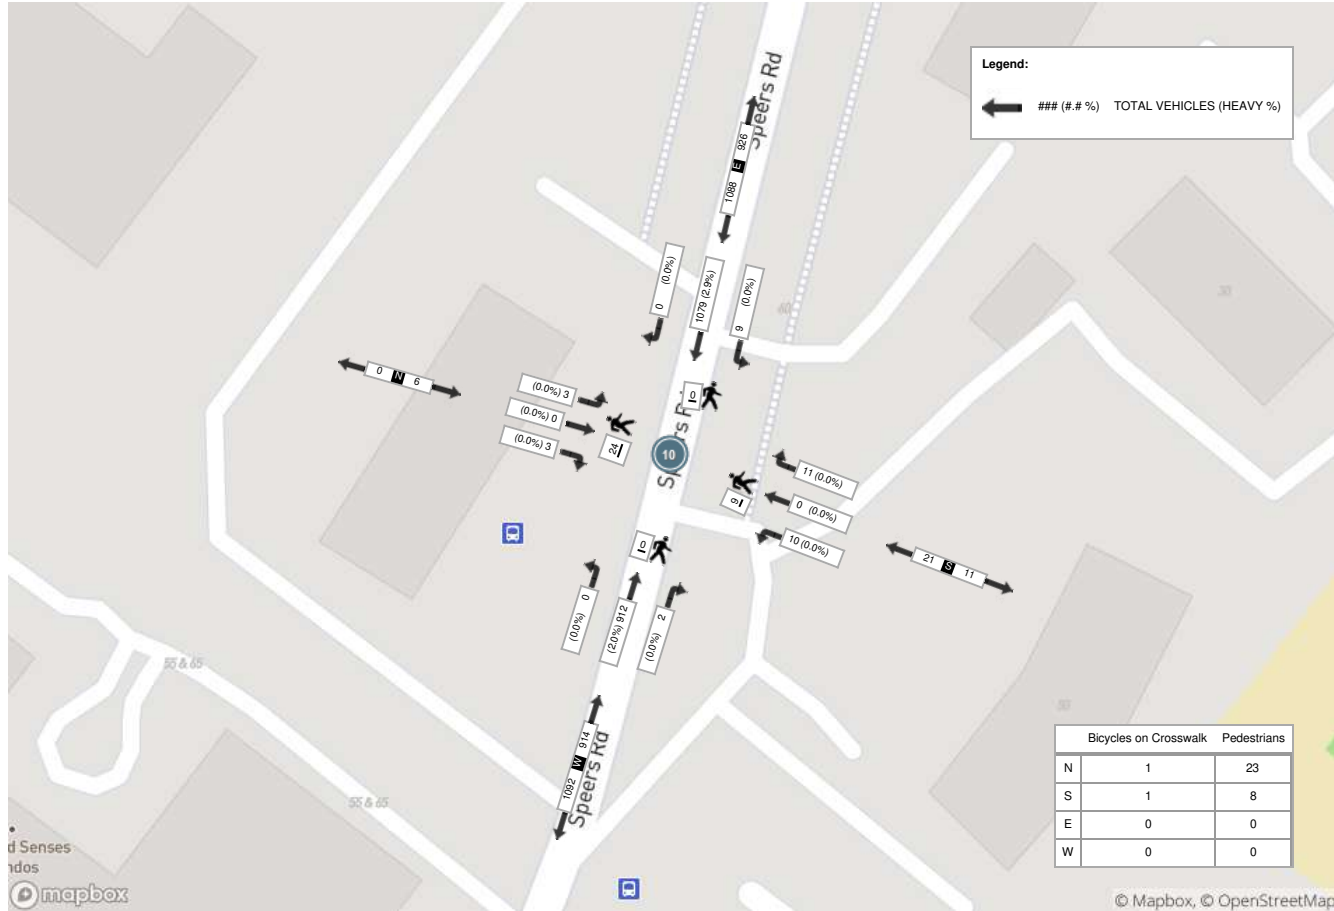 Legend:
### (#.# %) TOTAL VEHICLES (HEAVY %)
Speers Rd
926
E
1088
0 (0.0%)
1079 (2.9%)
9 (0.0%)
60
30
0 N 6
(0.0%) 3
(0.0%) 0
(0.0%) 3
0
24
10
Speers Rd
11 (0.0%)
0 (0.0%)
10 (0.0%)
9
0
21 S 11
(0.0%) 0
(2.0%) 912
(0.0%) 2
55 & 65
914
W
1092
Speers Rd
55 & 65
Bicycles on Crosswalk Pedestrians
N 1 23
S 1 8
E 0 0
W 0 0
d Senses
ndos
mapbox
© Mapbox, © OpenStreetMap